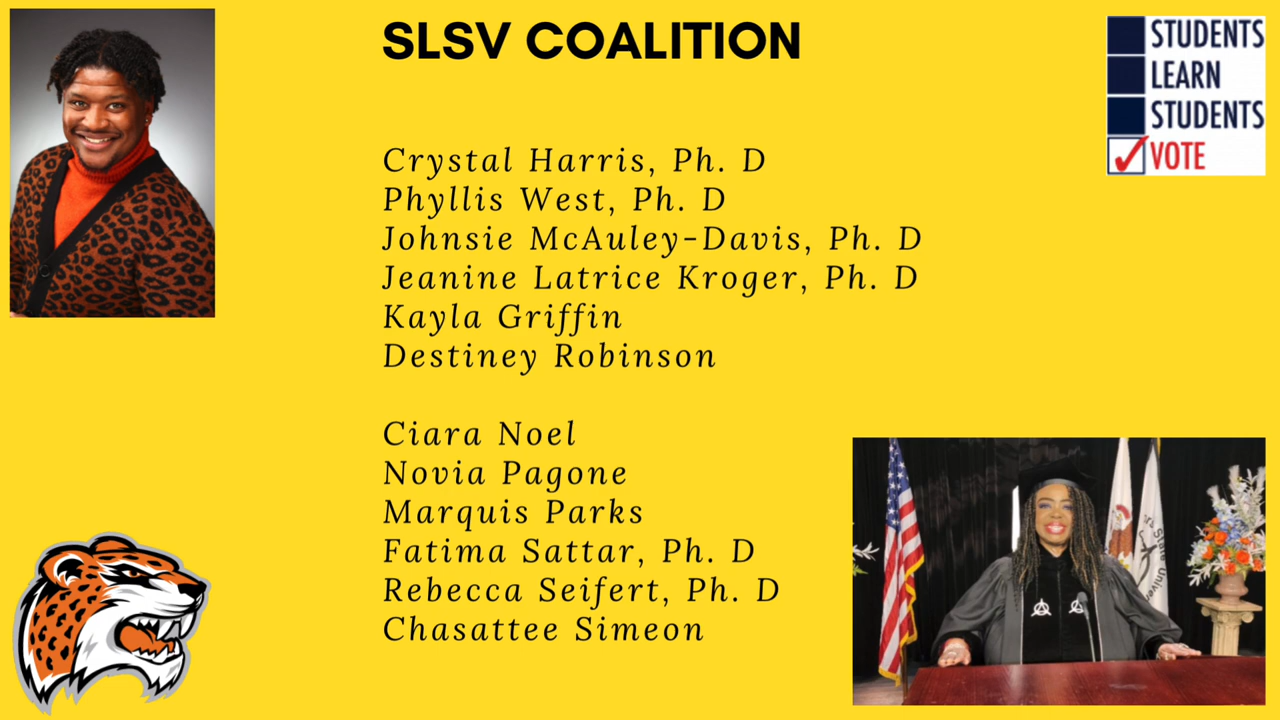 SLSV COALITION
STUDENTS
LEARN
STUDENTS
VOTE
Crystal Harris, Ph. D
Phyllis West, Ph. D
Johnsie McAuley-Davis, Ph. D
Jeanine Latrice Kroger, Ph. D
Kayla Griffin
Destiney Robinson
Ciara Noel
Novia Pagone
Marquis Parks
Fatima Sattar, Ph. D
Rebecca Seifert, Ph. D
Chasattee Simeon